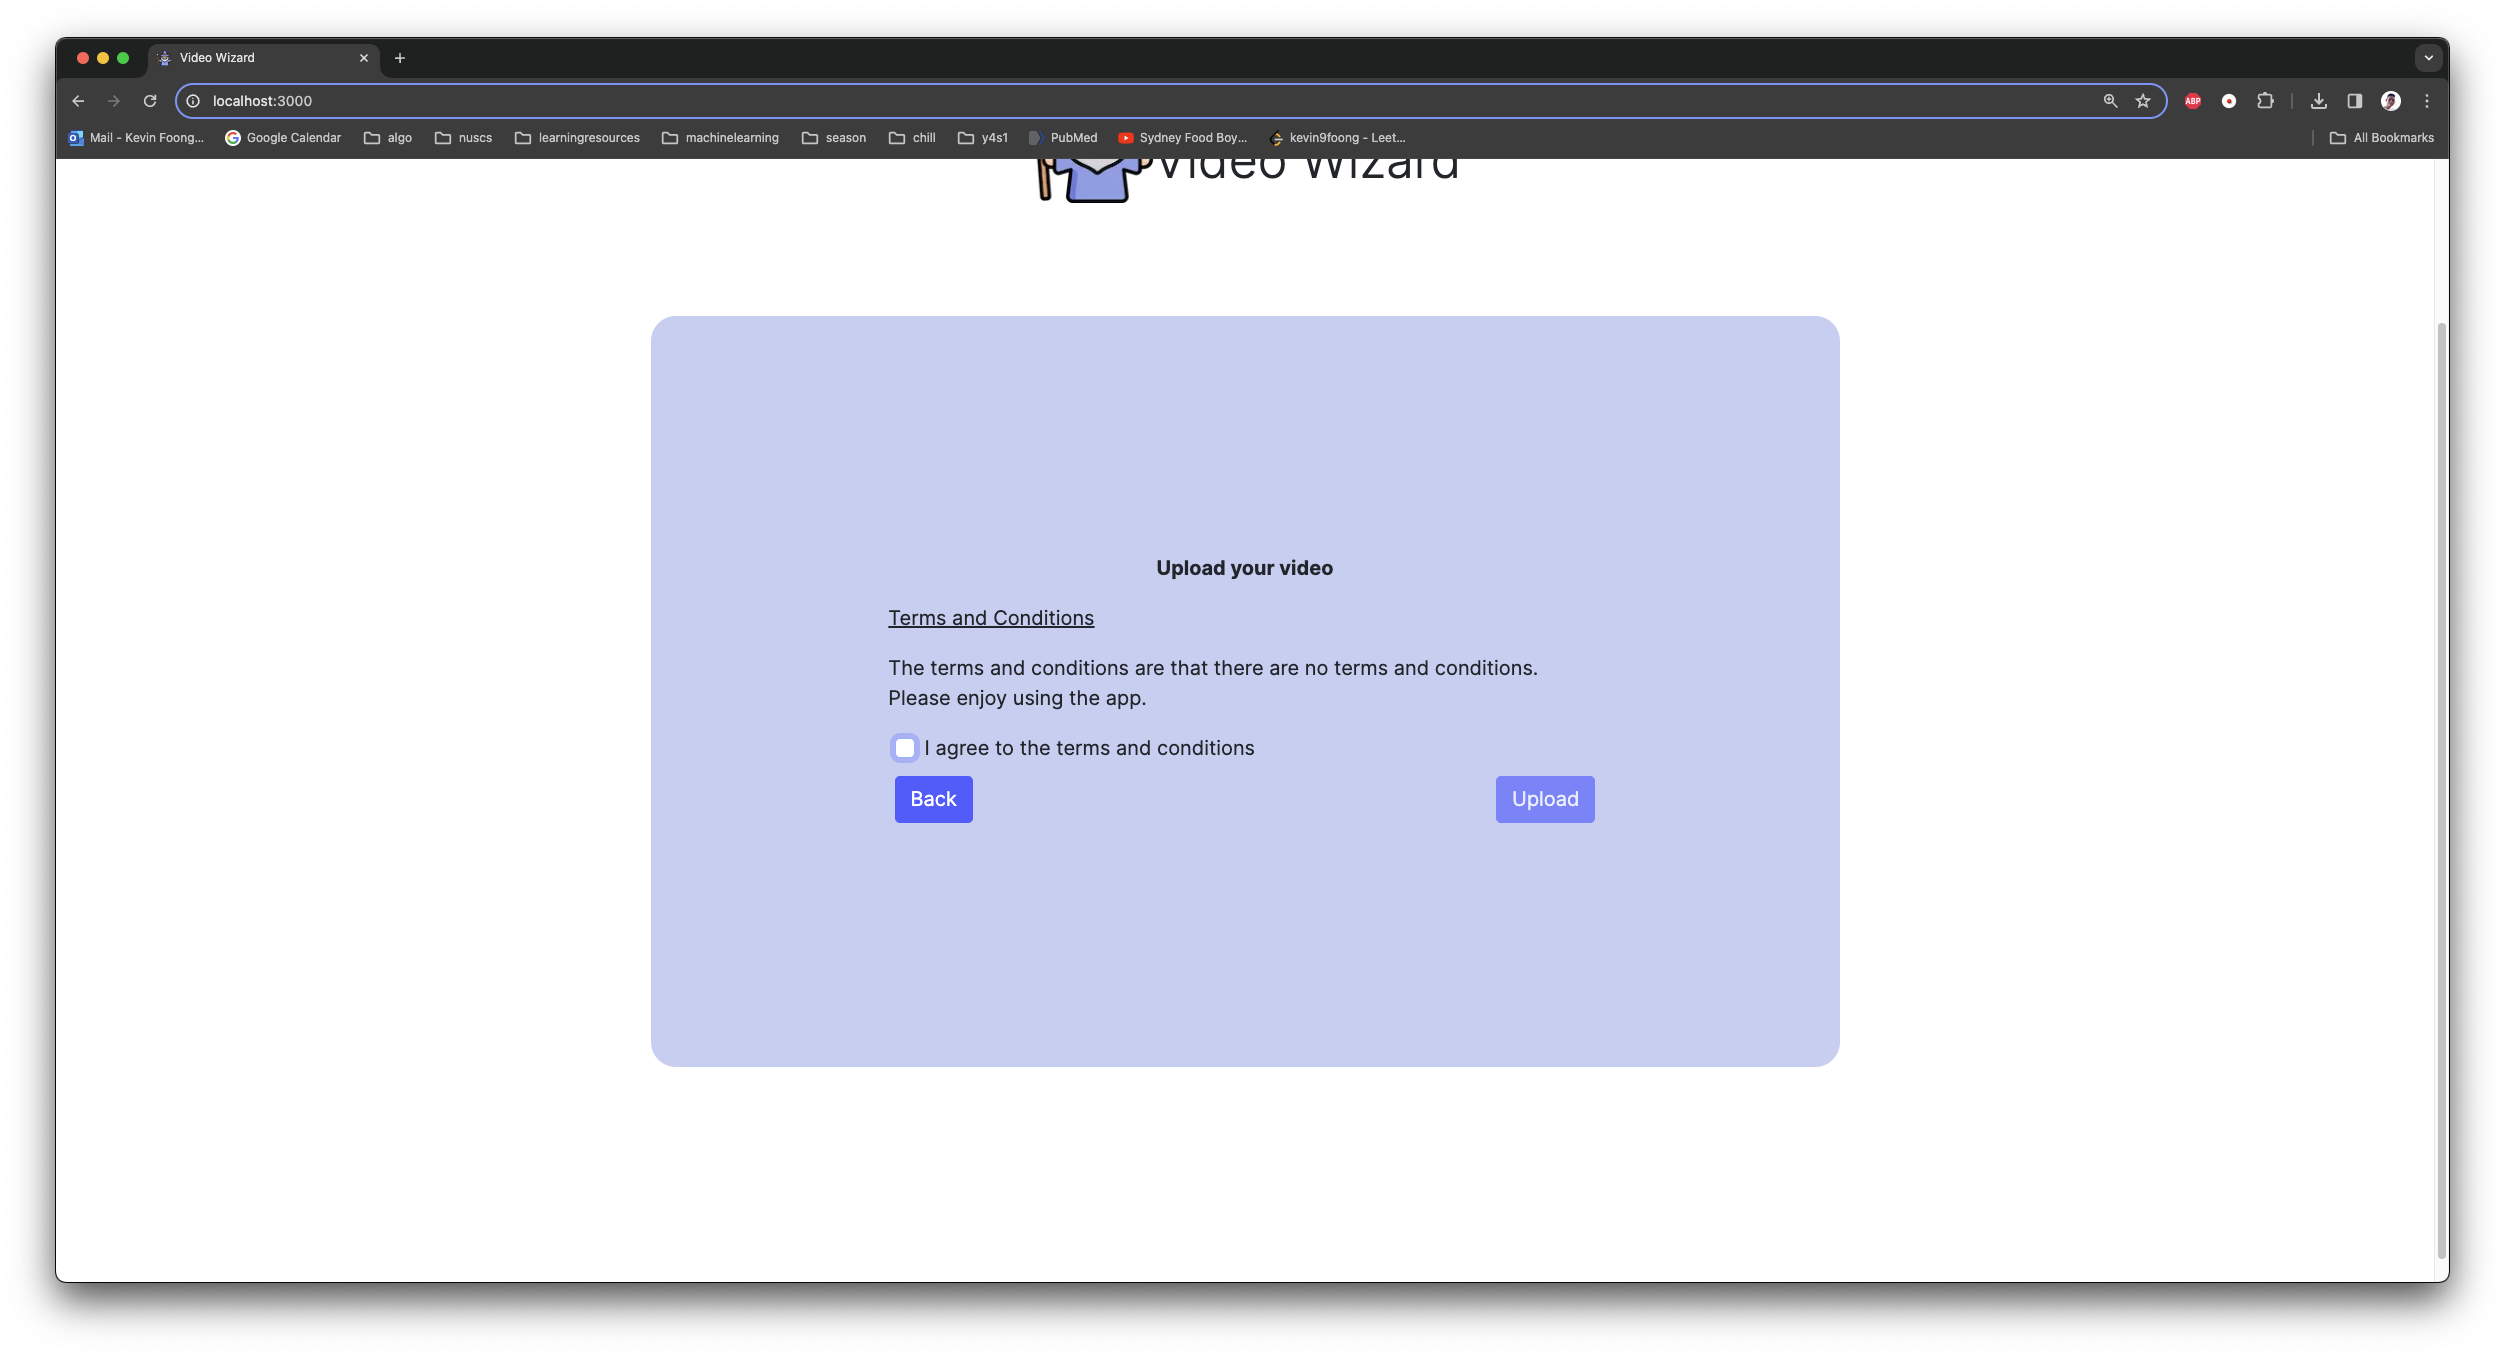 Video Wizard
localhost:3000
ABP
Mail - Kevin Foong...
Google Calendar
algo
nuscs
learningresources
machinelearning
season
chill
y4s1
PubMed
Sydney Food Boy...
kevin9foong - Leet...
All Bookmarks
Video Wizard
Upload your video
Terms and Conditions
The terms and conditions are that there are no terms and conditions.
Please enjoy using the app.
I agree to the terms and conditions
Back
Upload